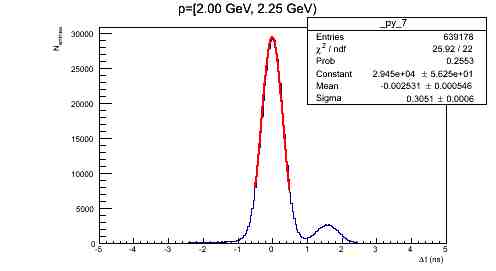 p=[2.00 GeV, 2.25 GeV)
_py_7
Entries 639178
χ² / ndf 25.92 / 22
Prob 0.2553
Constant 2.945e+04 ± 5.625e+01
Mean -0.002531 ± 0.000546
Sigma 0.3051 ± 0.0006
N_entries
30000
25000
20000
15000
10000
5000
0
-5 -4 -3 -2 -1 0 1 2 3 4 5
Δt (ns)